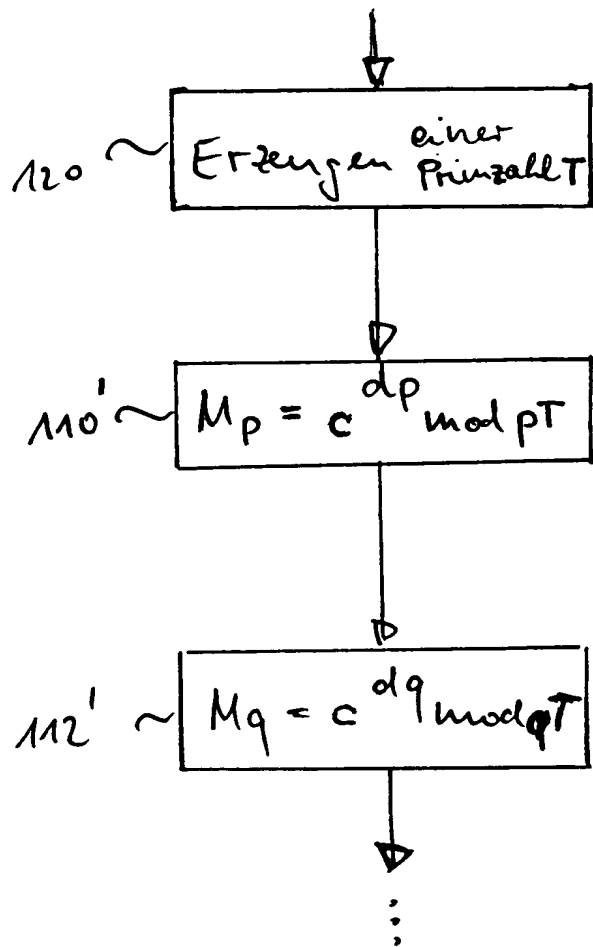 120 Erzeugen einer
Primzahl T
110' Mp = c^dp mod pT
112' Mq = c^dq mod qT